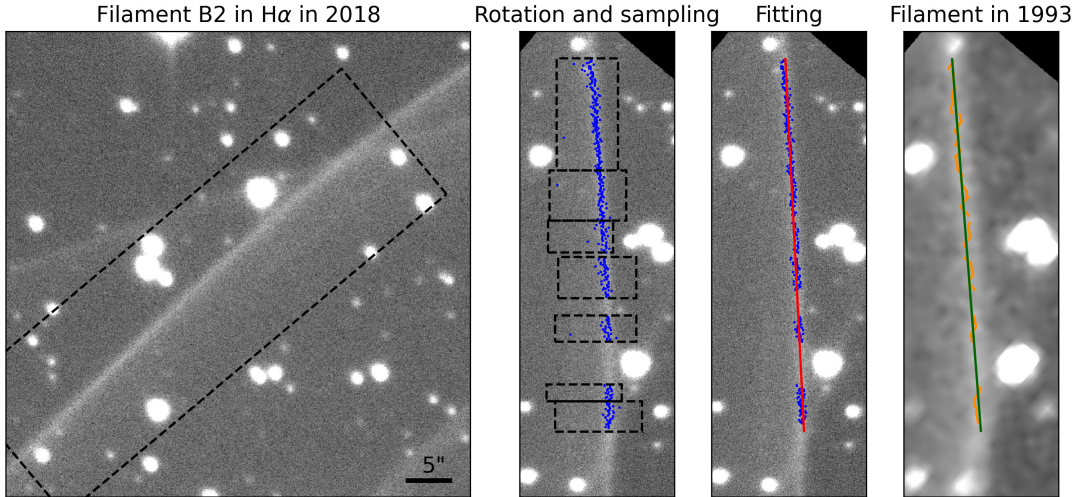 Filament B2 in Hα in 2018
Rotation and sampling
Fitting
Filament in 1993
5"